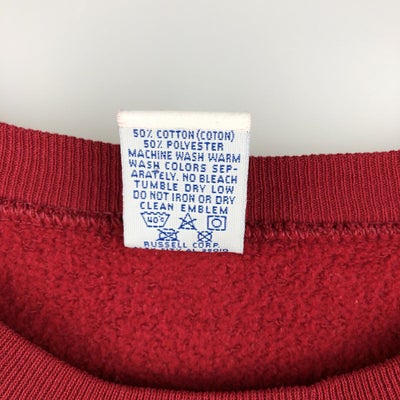 50% COTTON (COTON)
50% POLYESTER
MACHINE WASH WARM
WASH COLORS SEP-
ARATELY. NO BLEACH
TUMBLE DRY LOW
DO NOT IRON OR DRY
CLEAN EMBLEM
40°C
RUSSELL CORP.